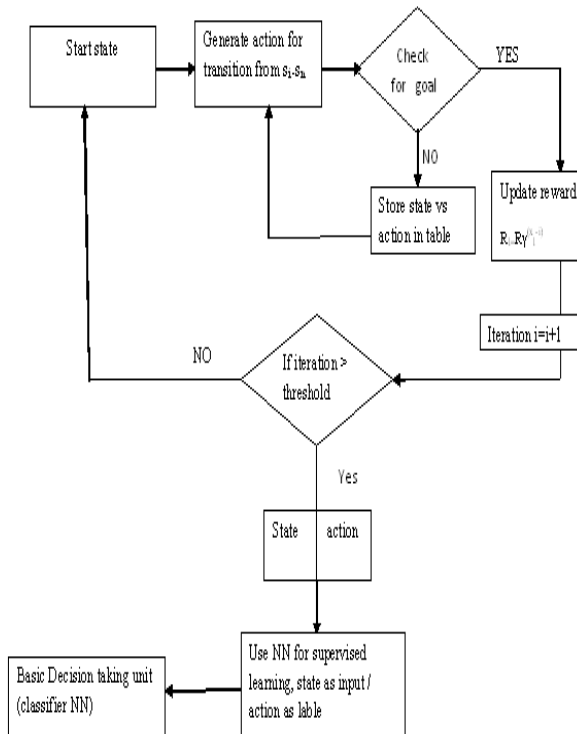 Start state
Generate action for
transition from si-sn
Check
for goal
YES
NO
Store state vs
action in table
Update reward
Iteration i=i+1
If iteration >
threshold
NO
Yes
State action
Use NN for supervised
learning, state as input /
action as lable
Basic Decision taking unit
(classifier NN)